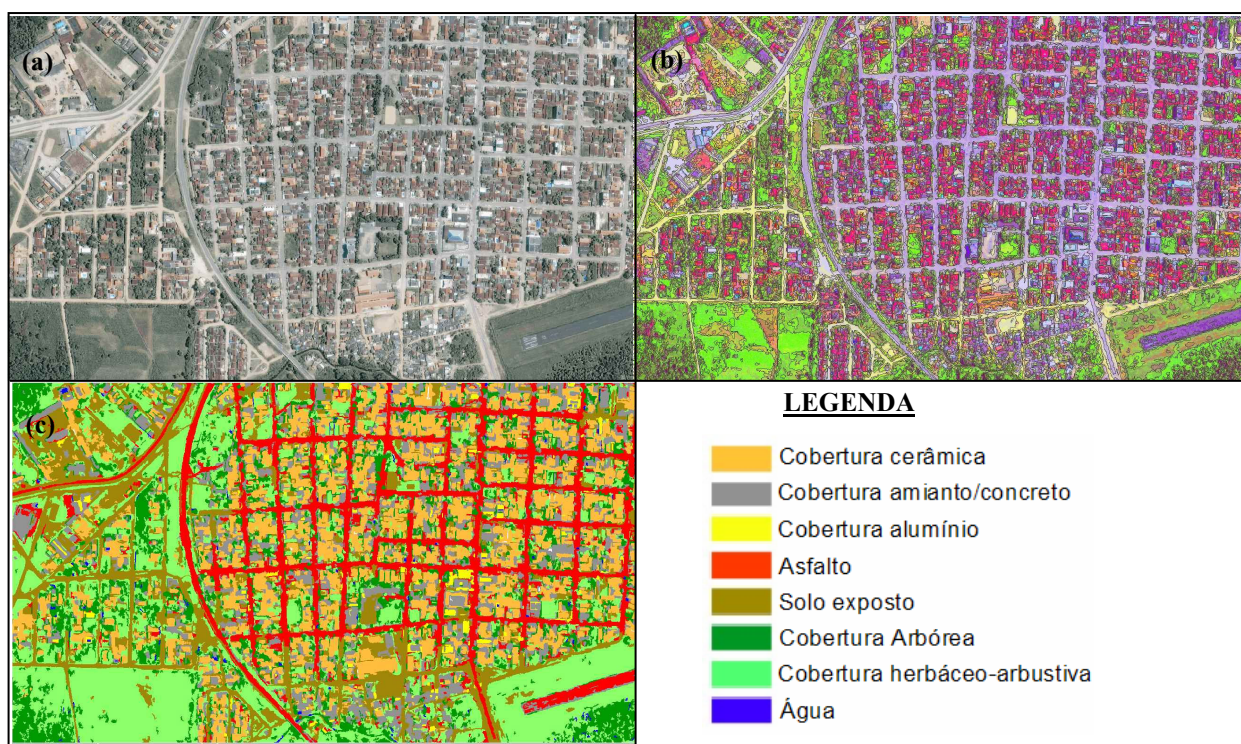 (a)
(b)
(c)
LEGENDA
Cobertura cerâmica
Cobertura amianto/concreto
Cobertura alumínio
Asfalto
Solo exposto
Cobertura Arbórea
Cobertura herbáceo-arbustiva
Água